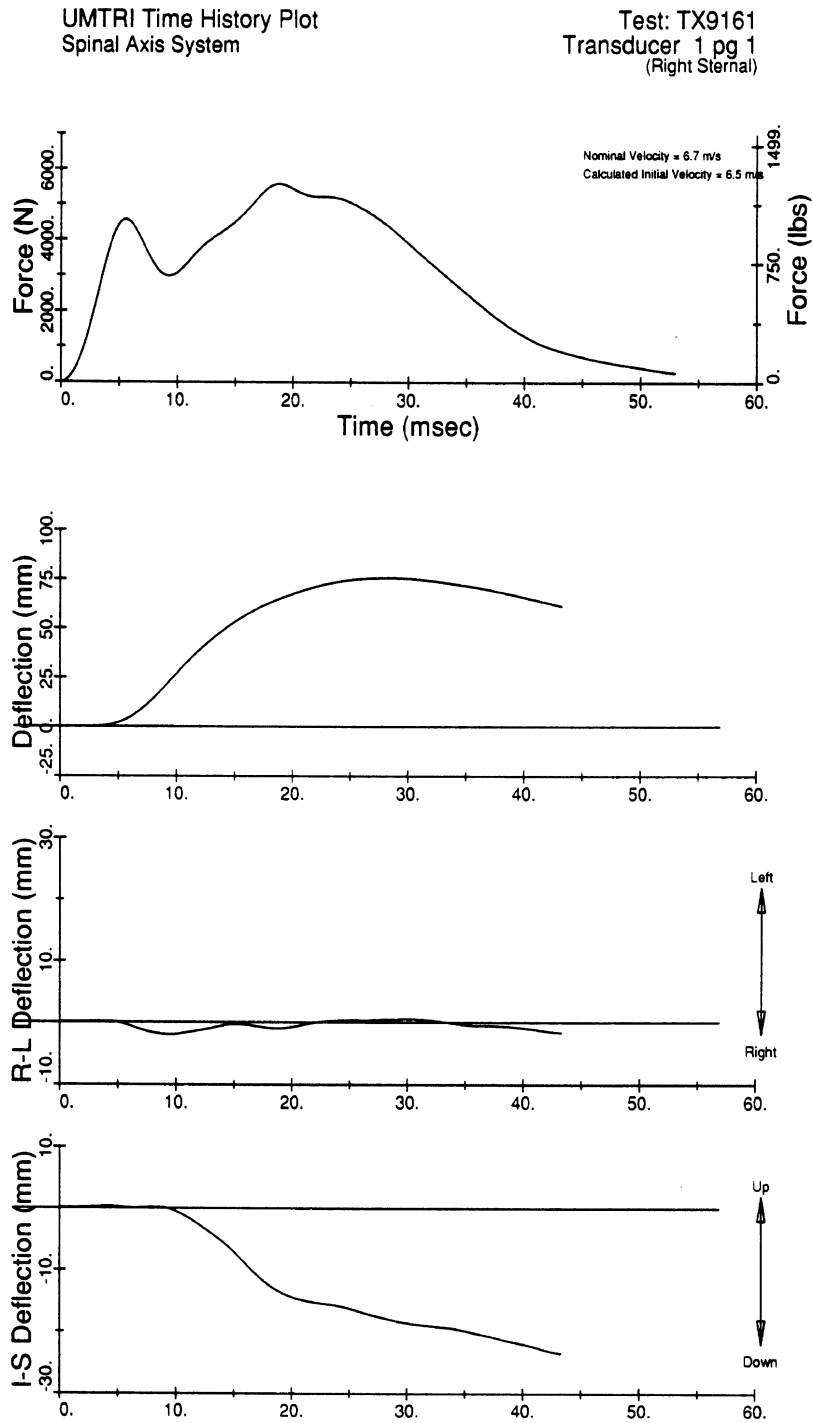 UMTRI Time History Plot
Spinal Axis System
Test: TX9161
Transducer 1 pg 1
(Right Sternal)
Nominal Velocity = 6.7 m/s
Calculated Initial Velocity = 6.5 m/s
Force (N)
6000.
4000.
2000.
0.
Force (lbs)
1499.
750.
0.
0. 10. 20. 30. 40. 50. 60.
Time (msec)
Deflection (mm)
100.
75.
50.
25.
0.
-25.
0. 10. 20. 30. 40. 50. 60.
R-L Deflection (mm)
30.
10.
-10.
Left
Right
0. 10. 20. 30. 40. 50. 60.
I-S Deflection (mm)
10.
-10.
-30.
Up
Down
0. 10. 20. 30. 40. 50. 60.